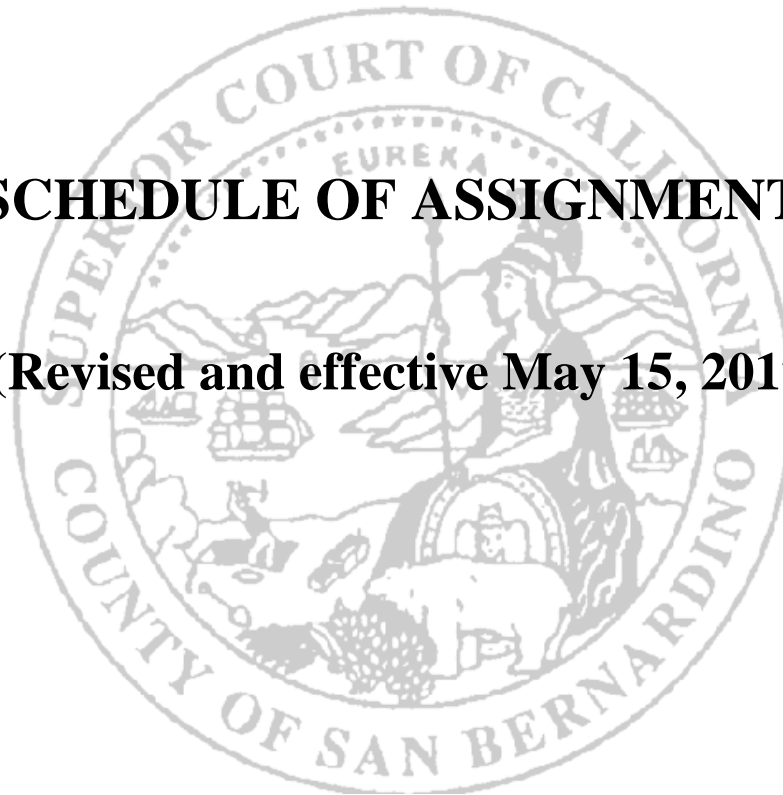 SUPERIOR COURT OF CALIFORNIA
EUREKA
SCHEDULE OF ASSIGNMENT
(Revised and effective May 15, 201
COUNTY OF SAN BERNARDINO